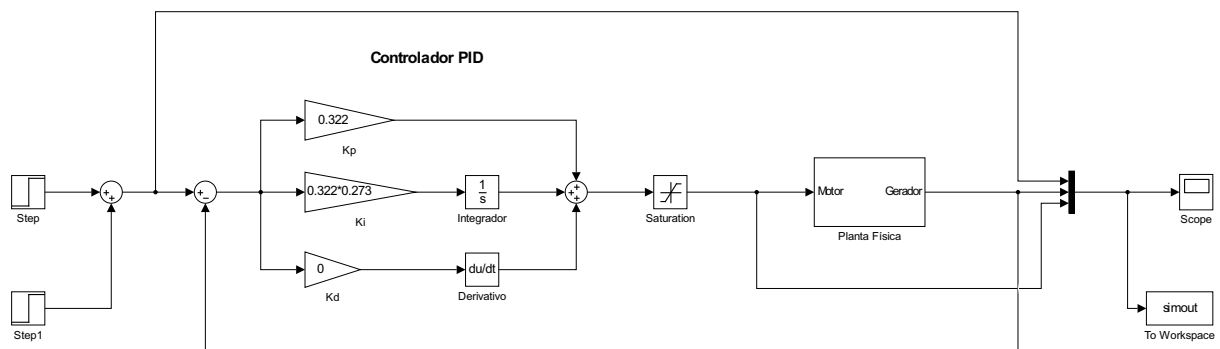 Controlador PID
0.322
Kp
Step
0.322*0.273
Ki
1
s
Integrador
Saturation
Motor
Gerador
Planta Física
Scope
0
Kd
du/dt
Derivativo
Step1
simout
To Workspace